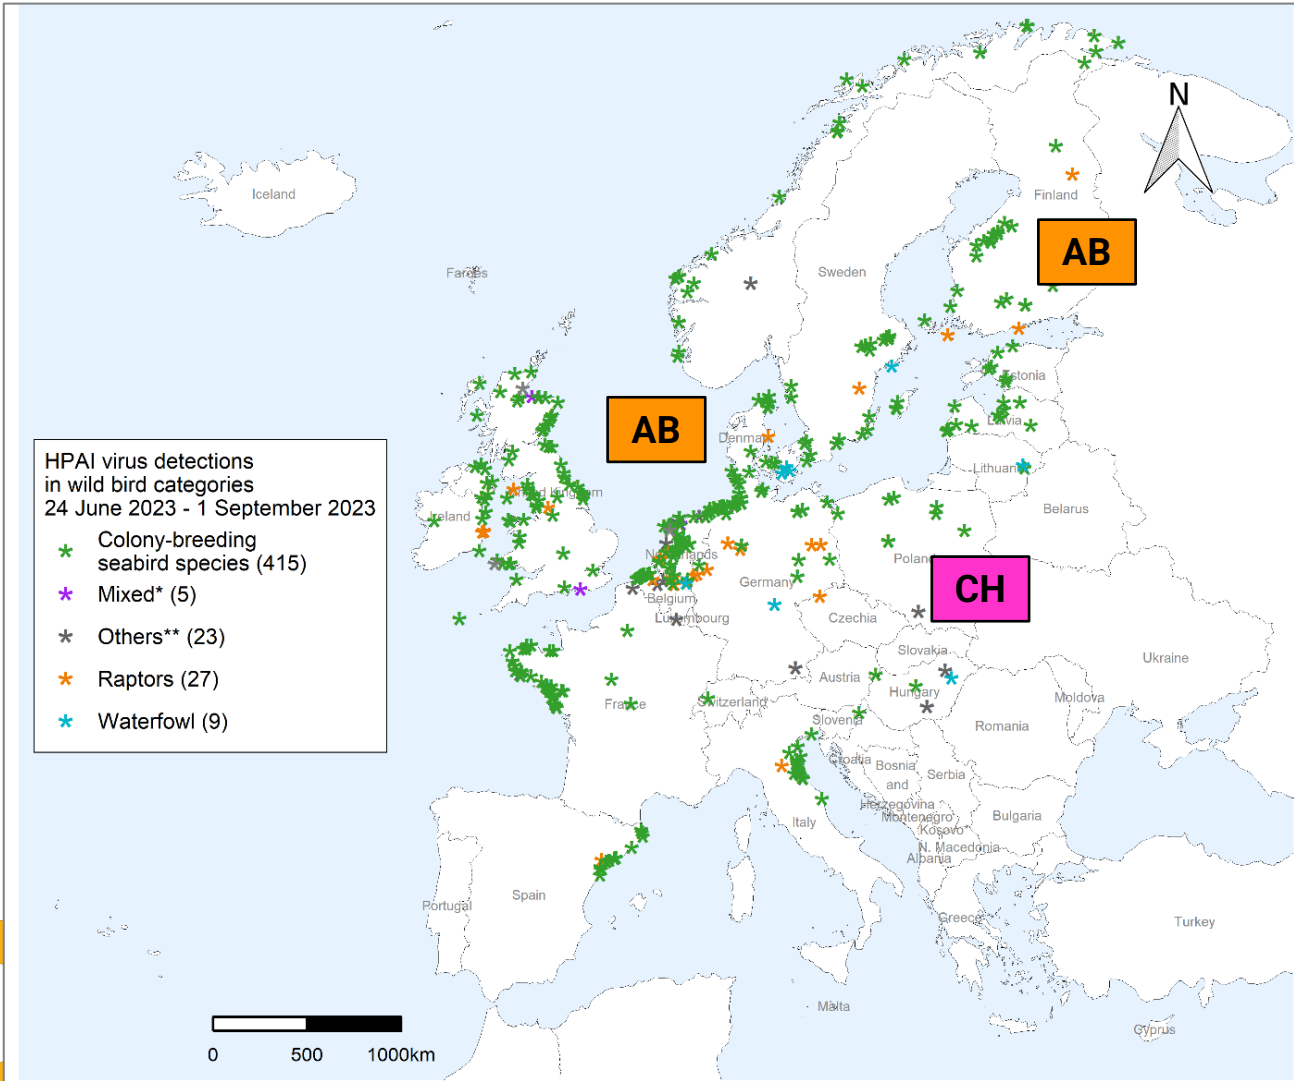 N
Iceland
Finland
AB
Faroes
Sweden
Estonia
AB
Denmark
Latvia
HPAI virus detections
in wild bird categories
24 June 2023 - 1 September 2023
Colony-breeding
seabird species (415)
Mixed* (5)
Others** (23)
Raptors (27)
Waterfowl (9)
Lithuania
United Kingdom
Ireland
Belarus
Netherlands
Poland
CH
Germany
Belgium
Luxembourg
Czechia
Slovakia
Ukraine
Austria
Hungary
Moldova
France
Switzerland
Slovenia
Romania
Croatia
Bosnia
and
Herzegovina
Serbia
Montenegro
Kosovo*
Bulgaria
Italy
N. Macedonia
Albania
Spain
Portugal
Greece
Turkey
Malta
Cyprus
0 500 1000km